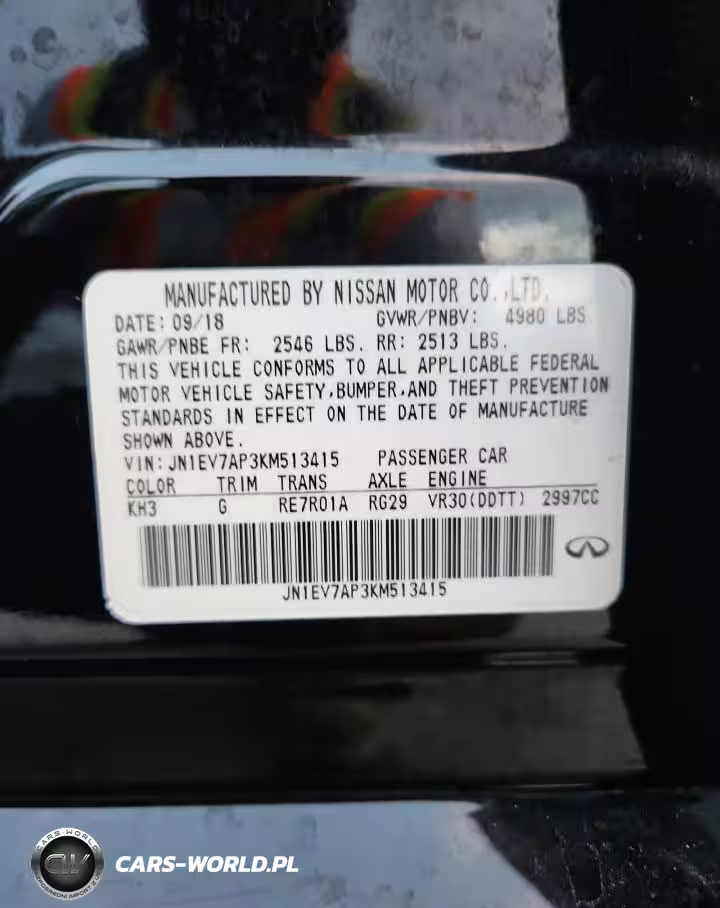 MANUFACTURED BY NISSAN MOTOR CO.,LTD.
DATE: 09/18 GVWR/PNBV: 4980 LBS
GAWR/PNBE FR: 2546 LBS. RR: 2513 LBS.
THIS VEHICLE CONFORMS TO ALL APPLICABLE FEDERAL
MOTOR VEHICLE SAFETY,BUMPER,AND THEFT PREVENTION
STANDARDS IN EFFECT ON THE DATE OF MANUFACTURE
SHOWN ABOVE.
VIN: JN1EV7AP3KM513415 PASSENGER CAR
COLOR TRIM TRANS AXLE ENGINE
KH3 G RE7R01A RG29 VR30(DDTT) 2997CC
JN1EV7AP3KM513415
CARS-WORLD
CW
CARS-WORLD.PL